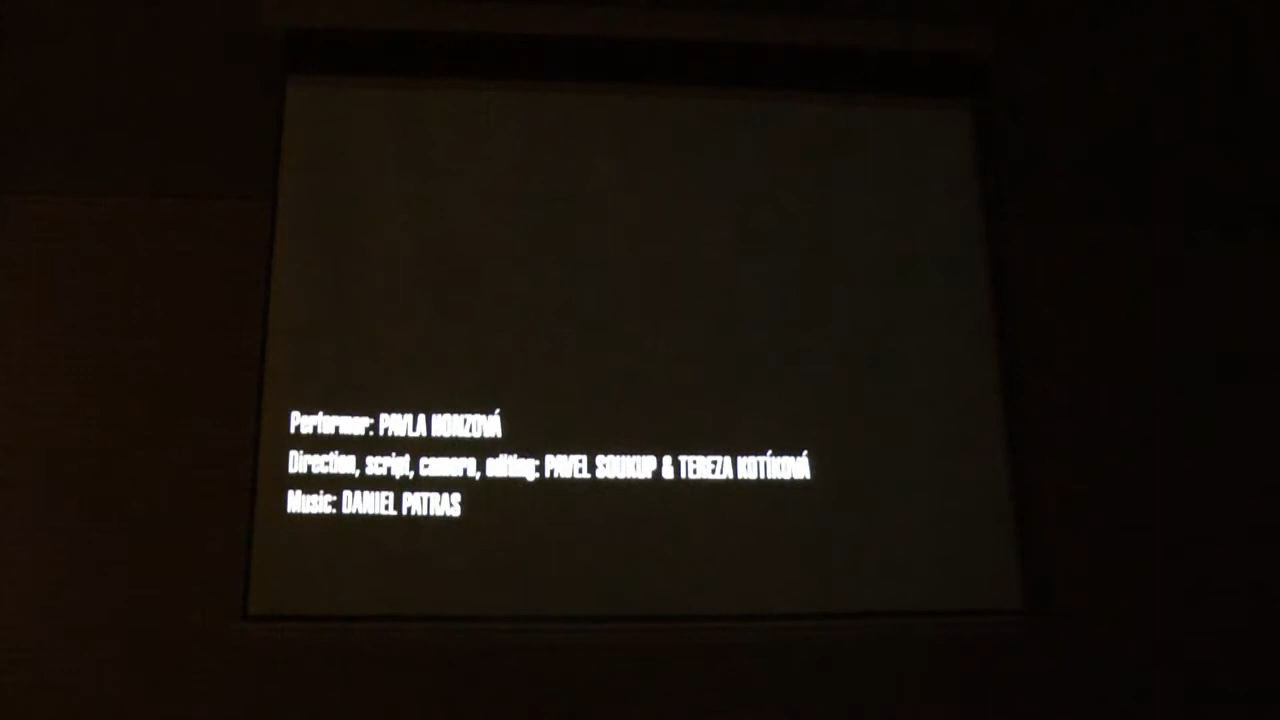 Performer: PAVLA HONZOVÁ
Direction, script, camera, editing: PAVEL SOUKUP & TEREZA KOTÍKOVÁ
Music: DANIEL PATRAS